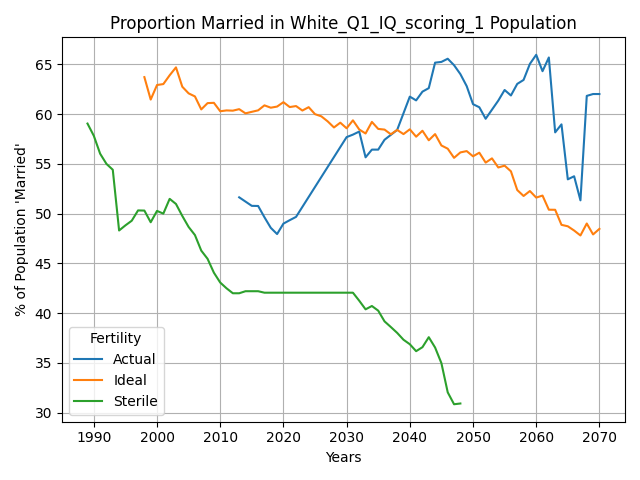 Proportion Married in White_Q1_IQ_scoring_1 Population
% of Population 'Married'
65
60
55
50
45
40
35
30
Fertility
Actual
Ideal
Sterile
1990 2000 2010 2020 2030 2040 2050 2060 2070
Years